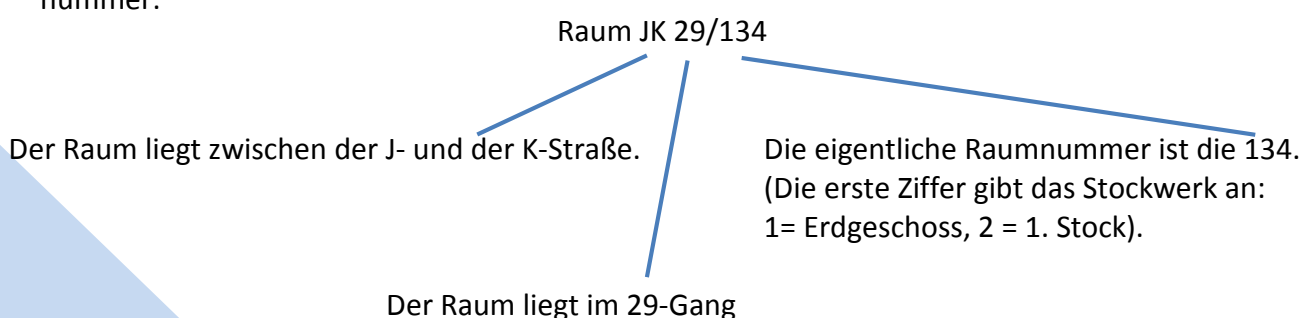 nummer:
Raum JK 29/134
Der Raum liegt zwischen der J- und der K-Straße.
Die eigentliche Raumnummer ist die 134.
(Die erste Ziffer gibt das Stockwerk an:
1= Erdgeschoss, 2 = 1. Stock).
Der Raum liegt im 29-Gang